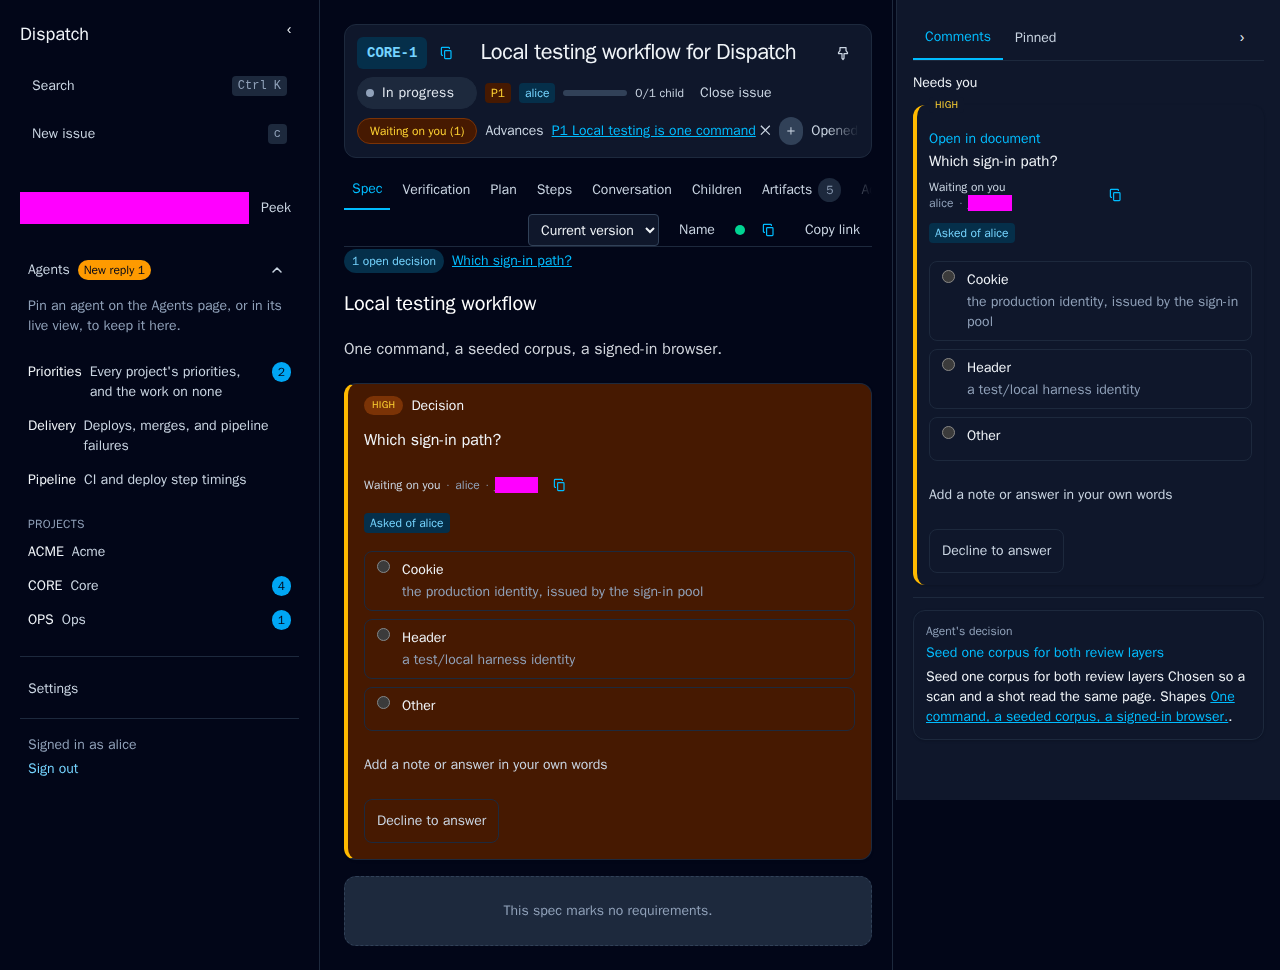 Dispatch
Search
Ctrl K
New issue
C
Peek
Agents
New reply 1
Pin an agent on the Agents page, or in its
live view, to keep it here.
Priorities
Every project's priorities,
and the work on none
2
Delivery
Deploys, merges, and pipeline
failures
Pipeline
CI and deploy step timings
PROJECTS
ACME Acme
CORE Core
4
OPS Ops
1
Settings
Signed in as alice
Sign out
CORE-1
Local testing workflow for Dispatch
In progress
P1
alice
0/1 child
Close issue
Waiting on you (1)
Advances
P1 Local testing is one command
+
Opened
Spec
Verification
Plan
Steps
Conversation
Children
Artifacts
5
Current version
Name
Copy link
1 open decision
Which sign-in path?
Local testing workflow
One command, a seeded corpus, a signed-in browser.
HIGH
Decision
Which sign-in path?
Waiting on you · alice ·
Asked of alice
Cookie
the production identity, issued by the sign-in pool
Header
a test/local harness identity
Other
Add a note or answer in your own words
Decline to answer
This spec marks no requirements.
Comments
Pinned
Needs you
HIGH
Open in document
Which sign-in path?
Waiting on you
alice ·
Asked of alice
Cookie
the production identity, issued by the sign-in
pool
Header
a test/local harness identity
Other
Add a note or answer in your own words
Decline to answer
Agent's decision
Seed one corpus for both review layers
Seed one corpus for both review layers Chosen so a
scan and a shot read the same page. Shapes One
command, a seeded corpus, a signed-in browser..